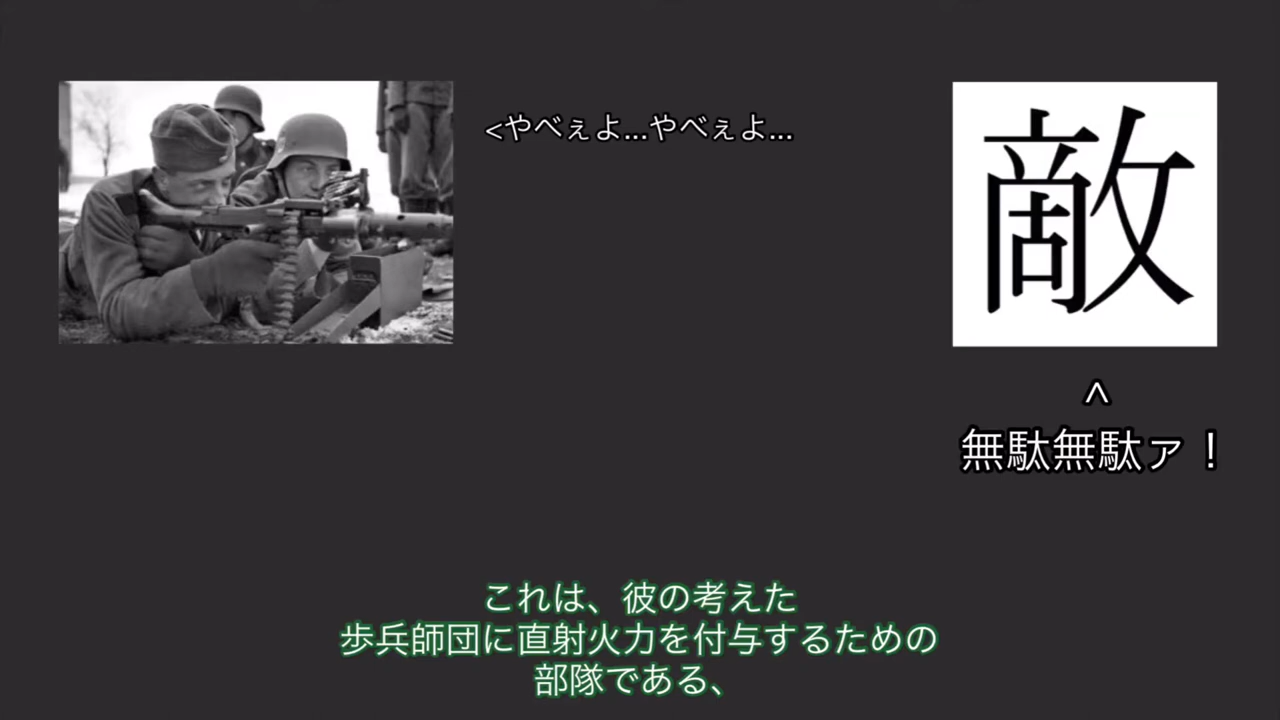 <やべぇよ...やべぇよ...
敵
^
無駄無駄ァ！
これは、彼の考えた
歩兵師団に直射火力を付与するための
部隊である、